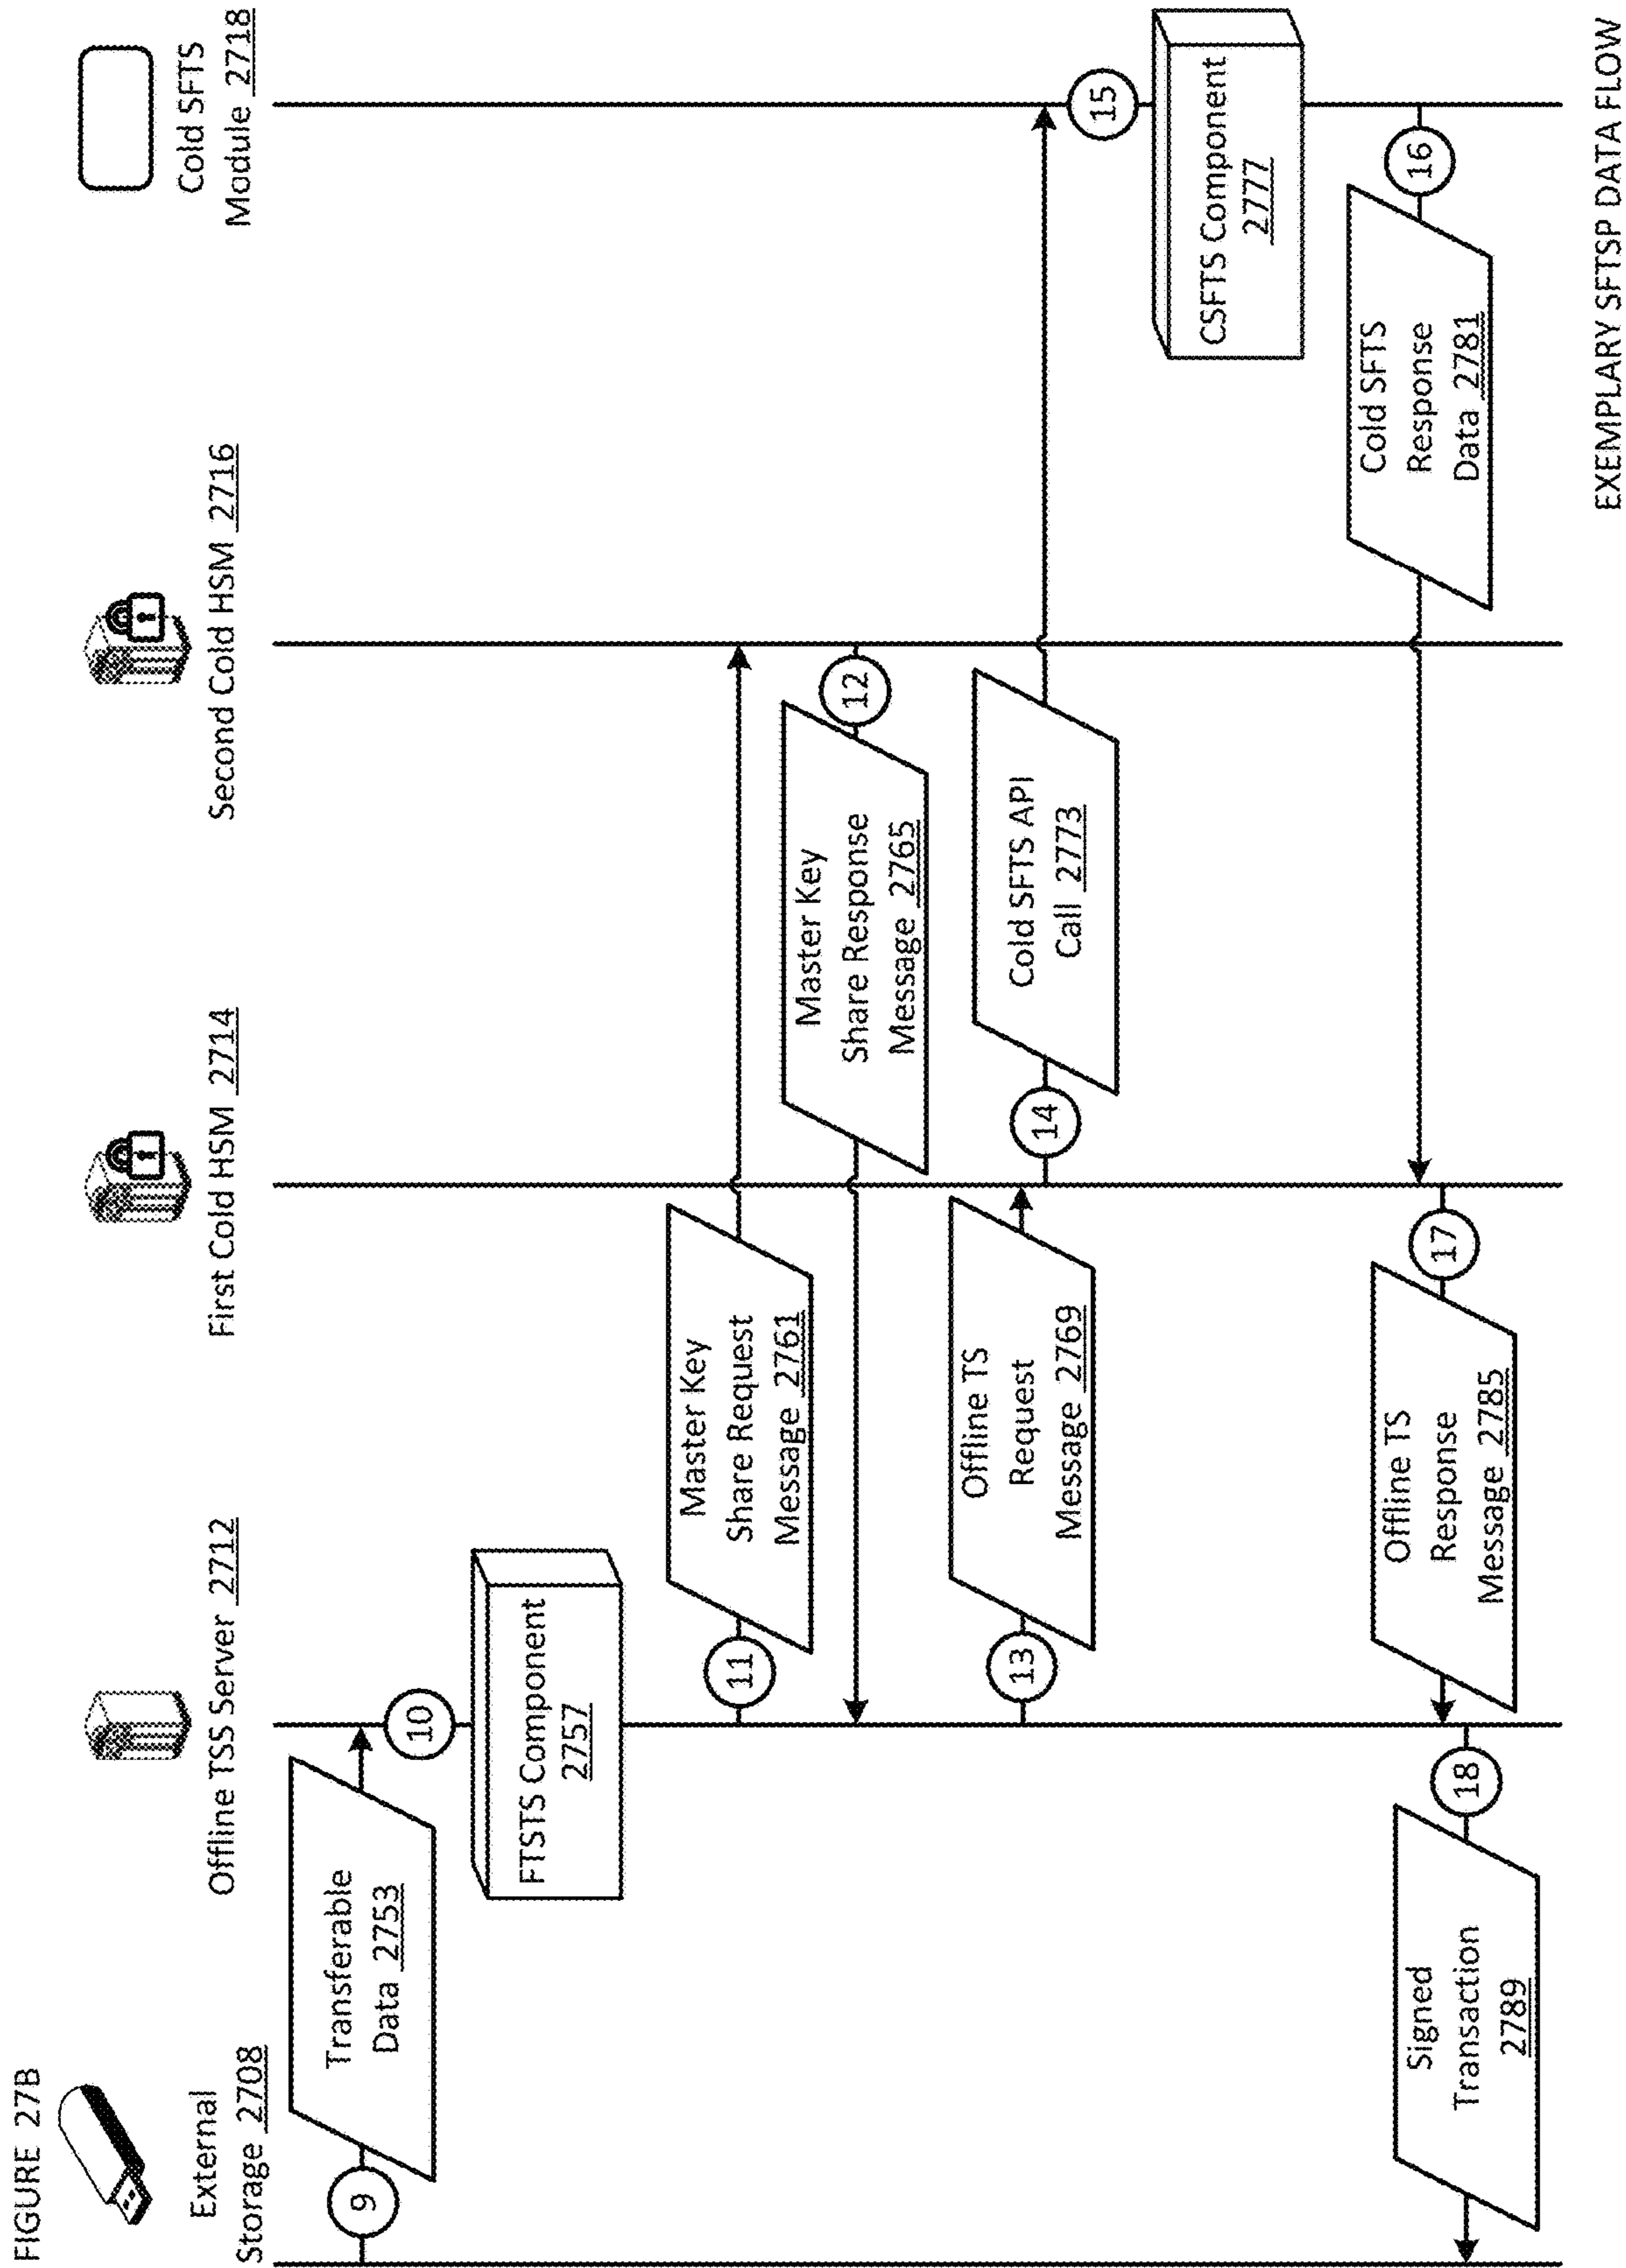 FIGURE 27B
External
Storage 2708
Offline TSS Server 2712
First Cold HSM 2714
Second Cold HSM 2716
Cold SFTS
Module 2718
9
Transferable
Data 2753
10
FTSTS Component
2757
11
Master Key
Share Request
Message 2761
12
Master Key
Share Response
Message 2765
13
Offline TS
Request
Message 2769
14
Cold SFTS API
Call 2773
15
CSFTS Component
2777
16
Cold SFTS
Response
Data 2781
17
Offline TS
Response
Message 2785
18
Signed
Transaction
2789
EXEMPLARY SFTSP DATA FLOW